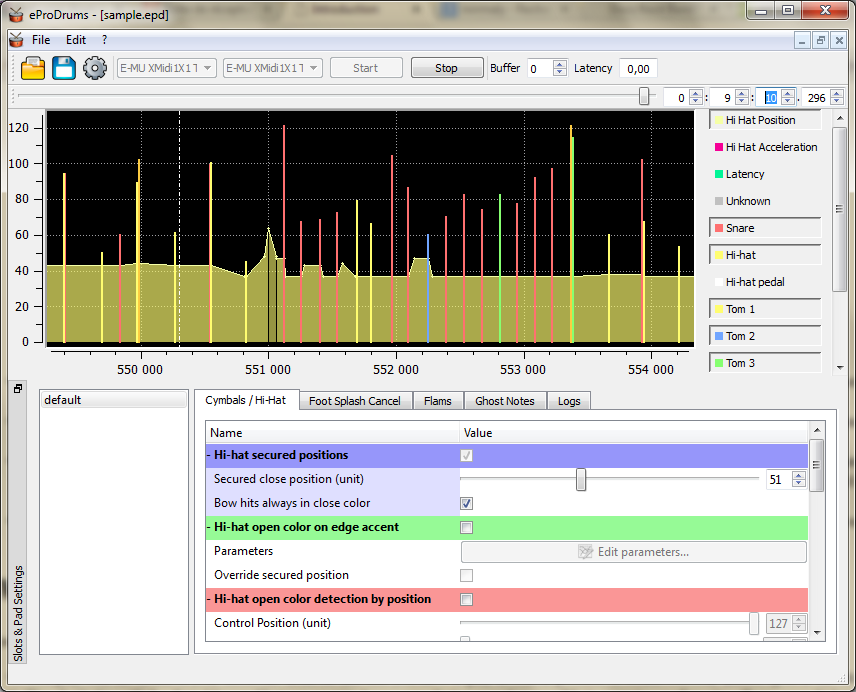 eProDrums - [sample.epd]
File Edit ?
E-MU XMidi1X1 T E-MU XMidi1X1 T Start Stop Buffer 0 Latency 0,00
0 : 9 : 10 . 296
120
100
80
60
40
20
0
550 000 551 000 552 000 553 000 554 000
Hi Hat Position
Hi Hat Acceleration
Latency
Unknown
Snare
Hi-hat
Hi-hat pedal
Tom 1
Tom 2
Tom 3
Slots & Pad Settings
default
Cymbals / Hi-Hat Foot Splash Cancel Flams Ghost Notes Logs
Name Value
- Hi-hat secured positions
Secured close position (unit) 51
Bow hits always in close color
- Hi-hat open color on edge accent
Parameters Edit parameters...
Override secured position
- Hi-hat open color detection by position
Control Position (unit) 127